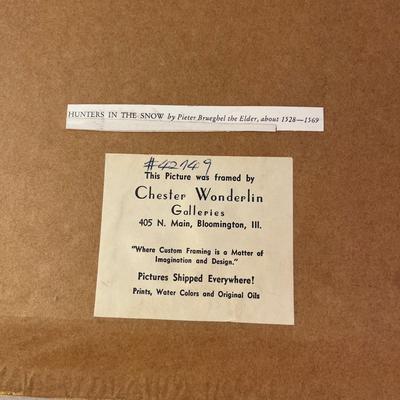 HUNTERS IN THE SNOW by Pieter Brueghel the Elder, about 1528—1569
#42749
This Picture was framed by
Chester Wonderlin
Galleries
405 N. Main, Bloomington, Ill.
"Where Custom Framing is a Matter of
Imagination and Design."
Pictures Shipped Everywhere!
Prints, Water Colors and Original Oils